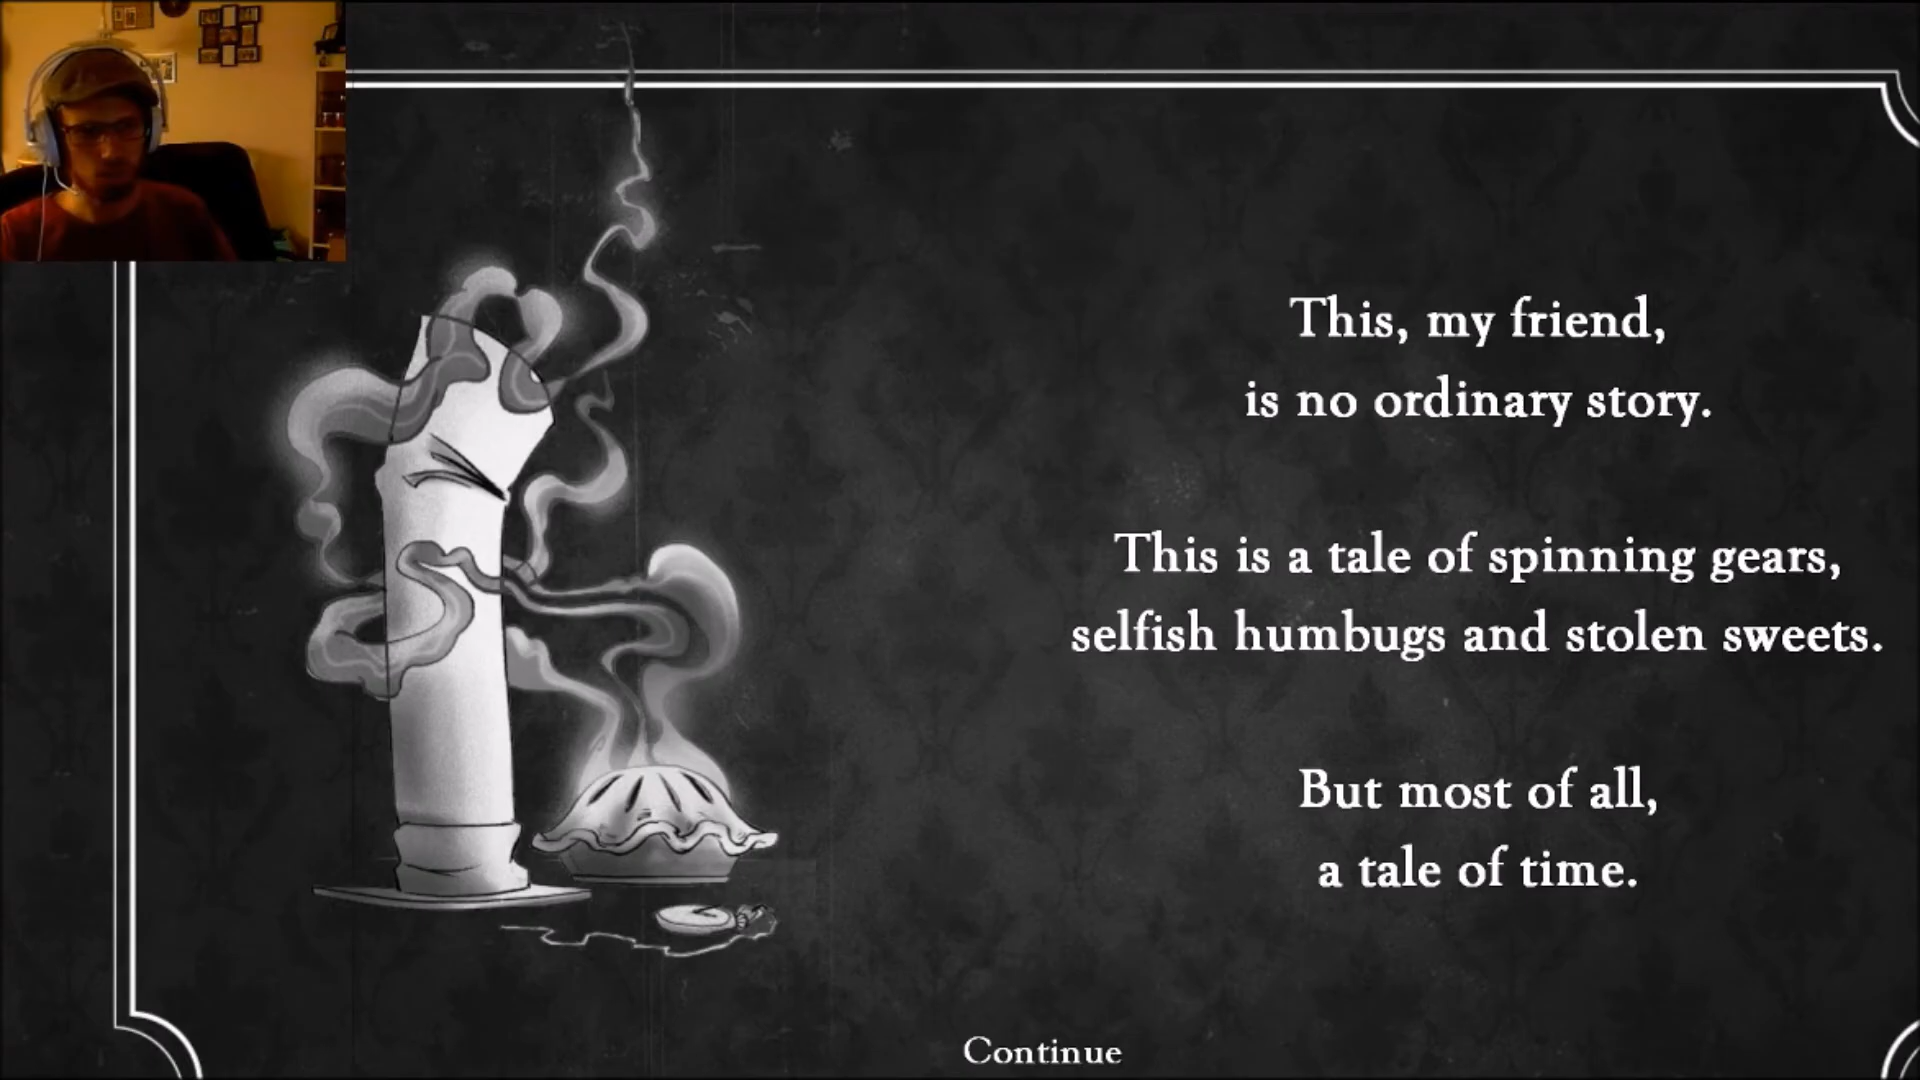 This, my friend,
is no ordinary story.
This is a tale of spinning gears,
selfish humbugs and stolen sweets.
But most of all,
a tale of time.
Continue